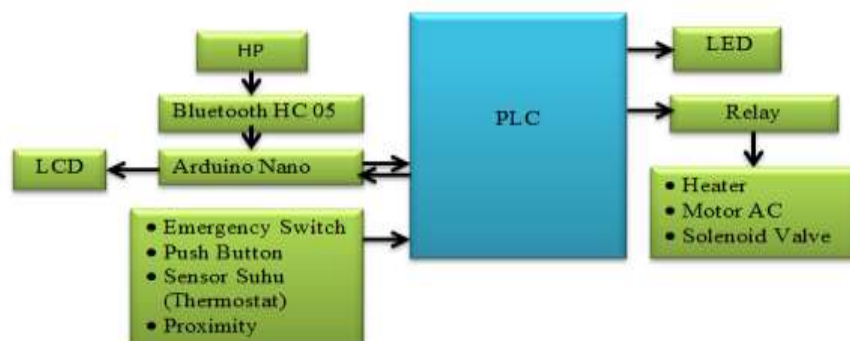 HP
Bluetooth HC 05
LCD
Arduino Nano
• Emergency Switch
• Push Button
• Sensor Suhu
(Thermostat)
• Proximity
PLC
LED
Relay
• Heater
• Motor AC
• Solenoid Valve